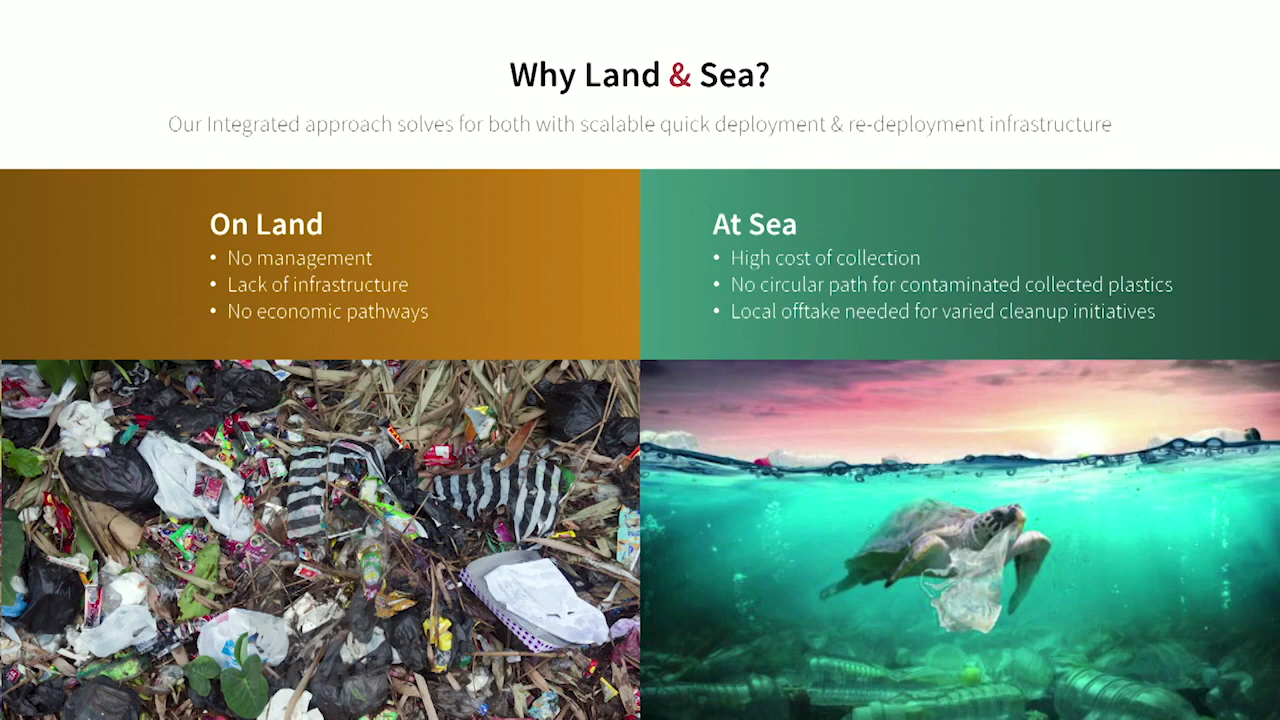 Why Land & Sea?
Our Integrated approach solves for both with scalable quick deployment & re-deployment infrastructure
On Land
• No management
• Lack of infrastructure
• No economic pathways
At Sea
• High cost of collection
• No circular path for contaminated collected plastics
• Local offtake needed for varied cleanup initiatives